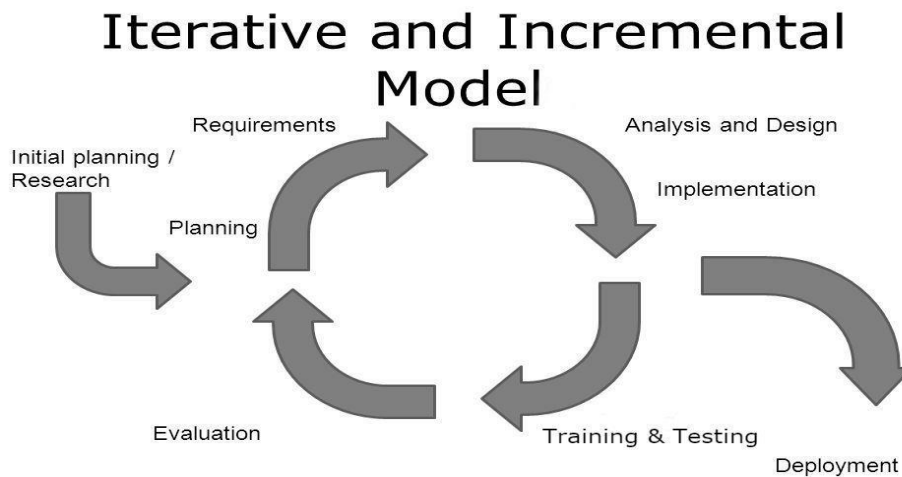 Iterative and Incremental
Model
Requirements
Analysis and Design
Initial planning /
Research
Implementation
Planning
Evaluation
Training & Testing
Deployment